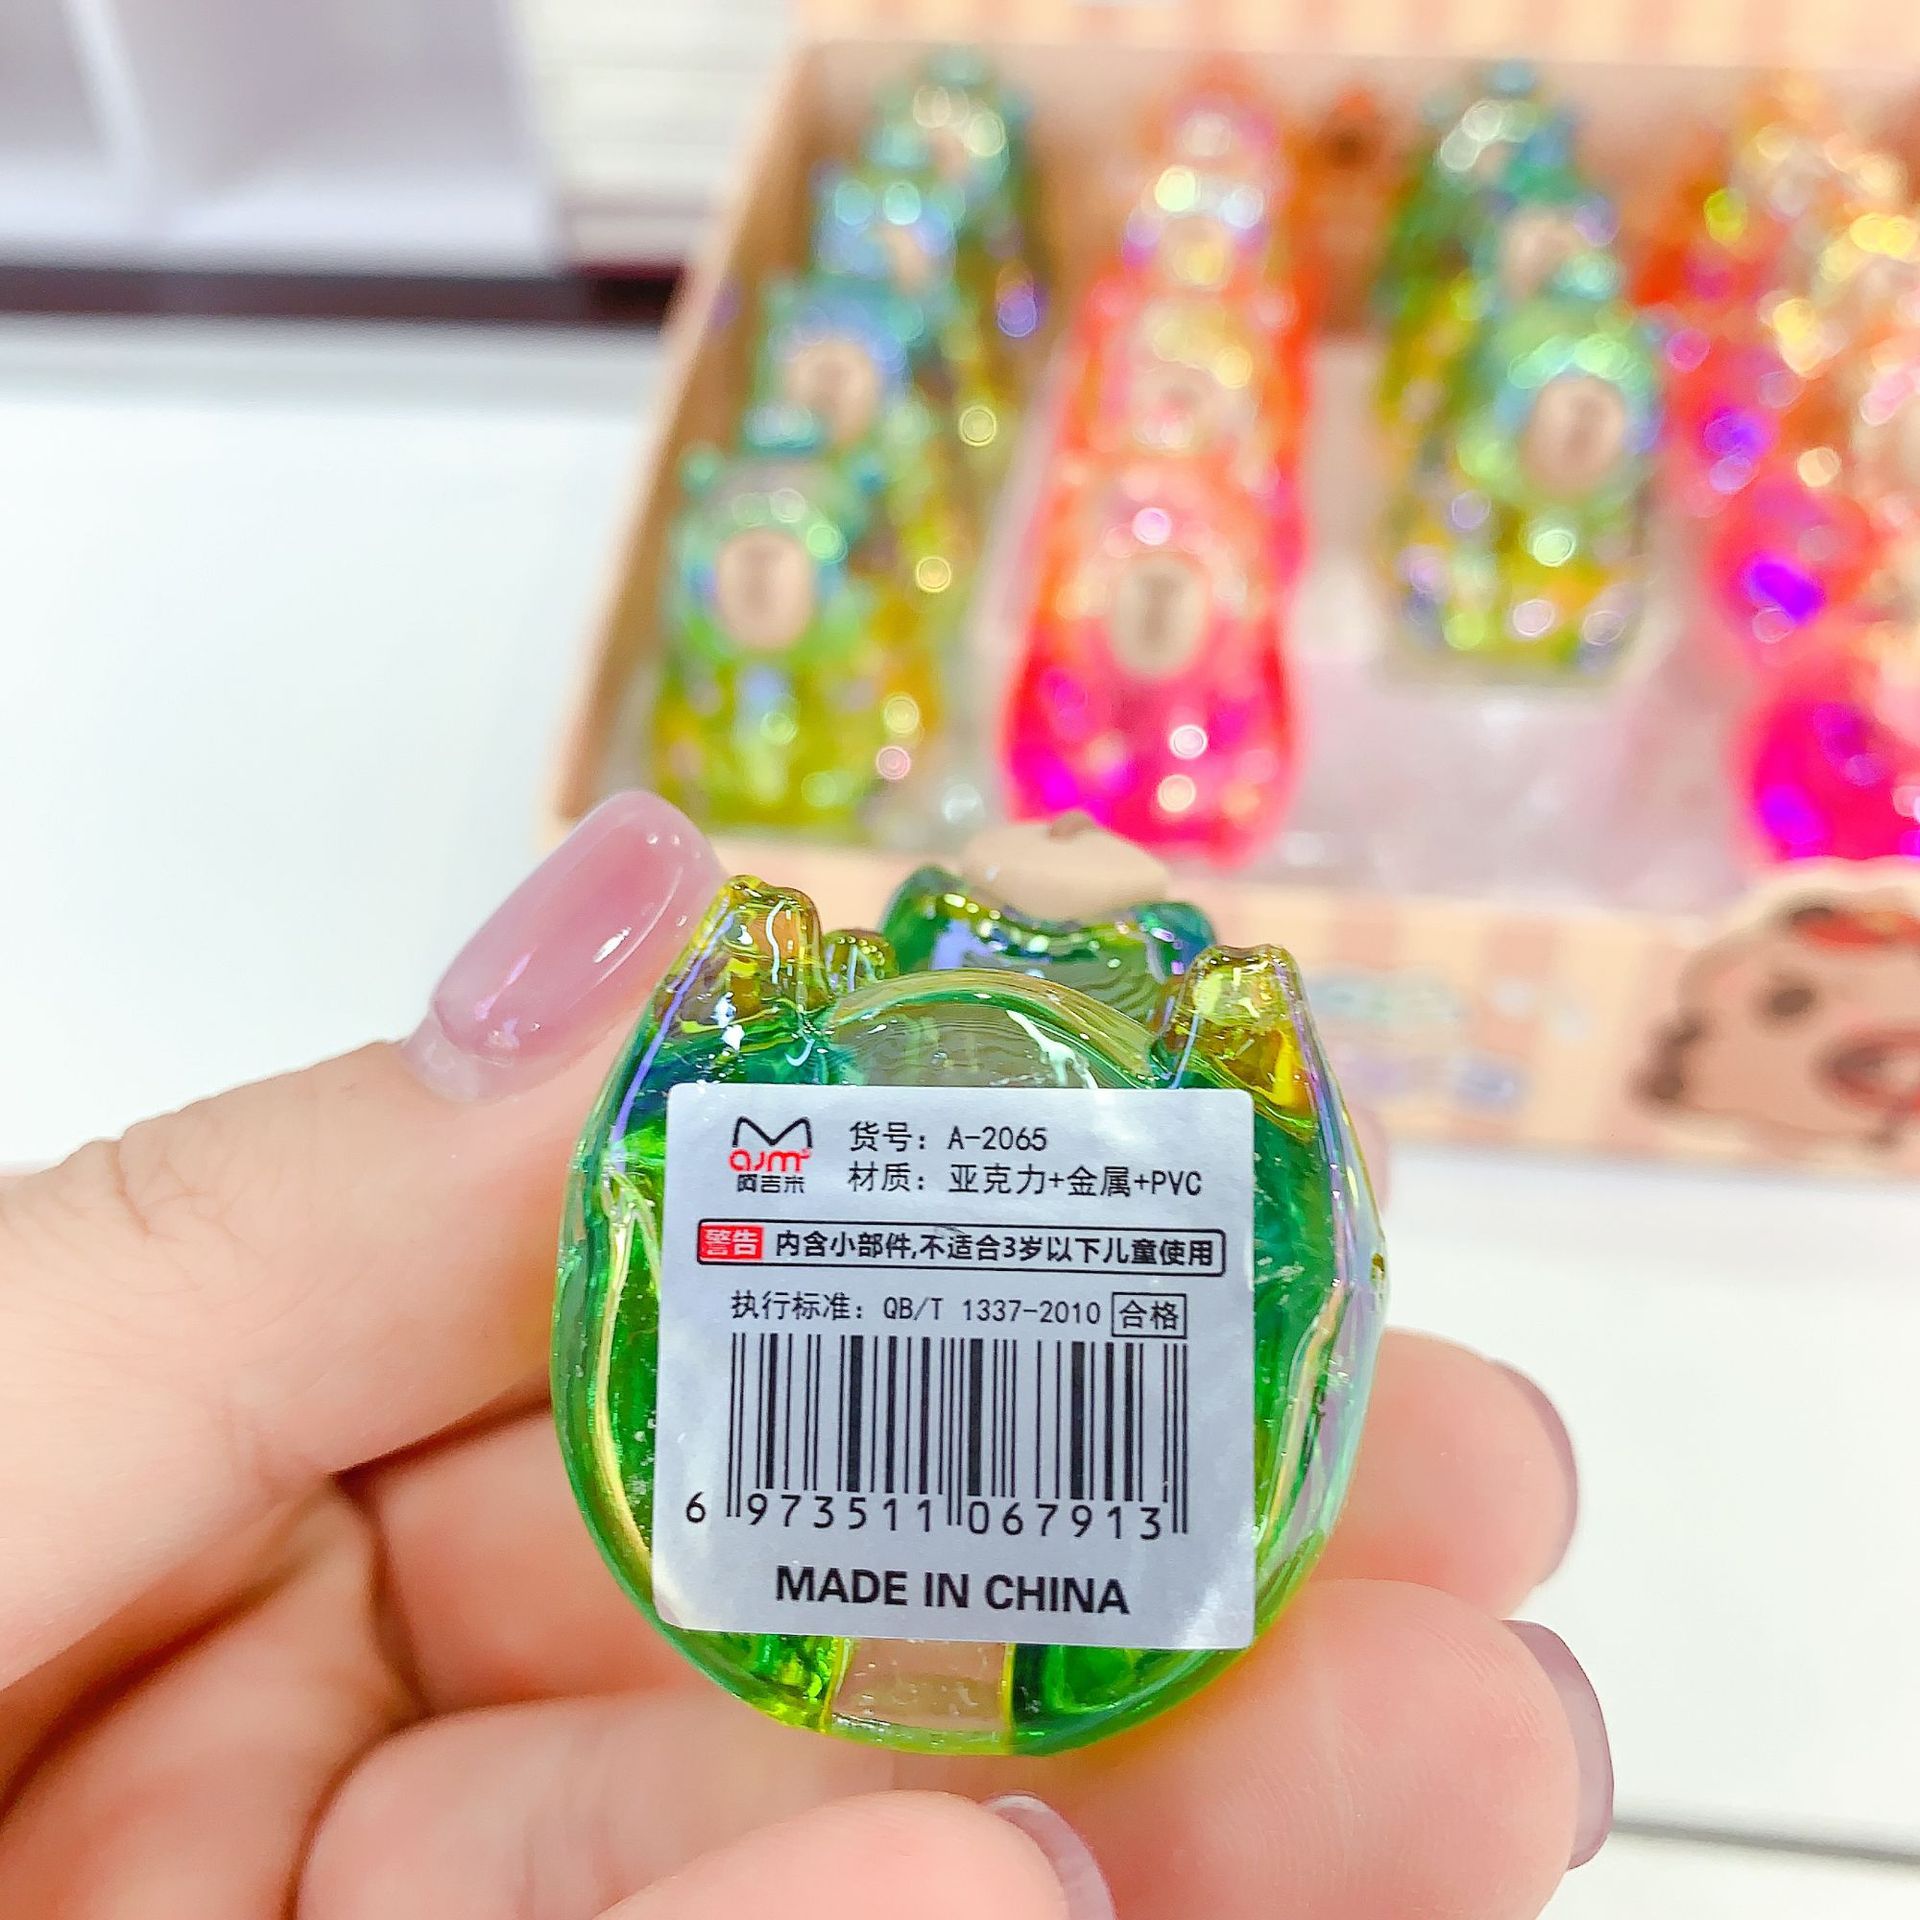 ajm
阿吉米
货号：A-2065
材质：亚克力+金属+PVC
警告 内含小部件,不适合3岁以下儿童使用
执行标准：QB/T 1337-2010 合格
6 973511 067913
MADE IN CHINA